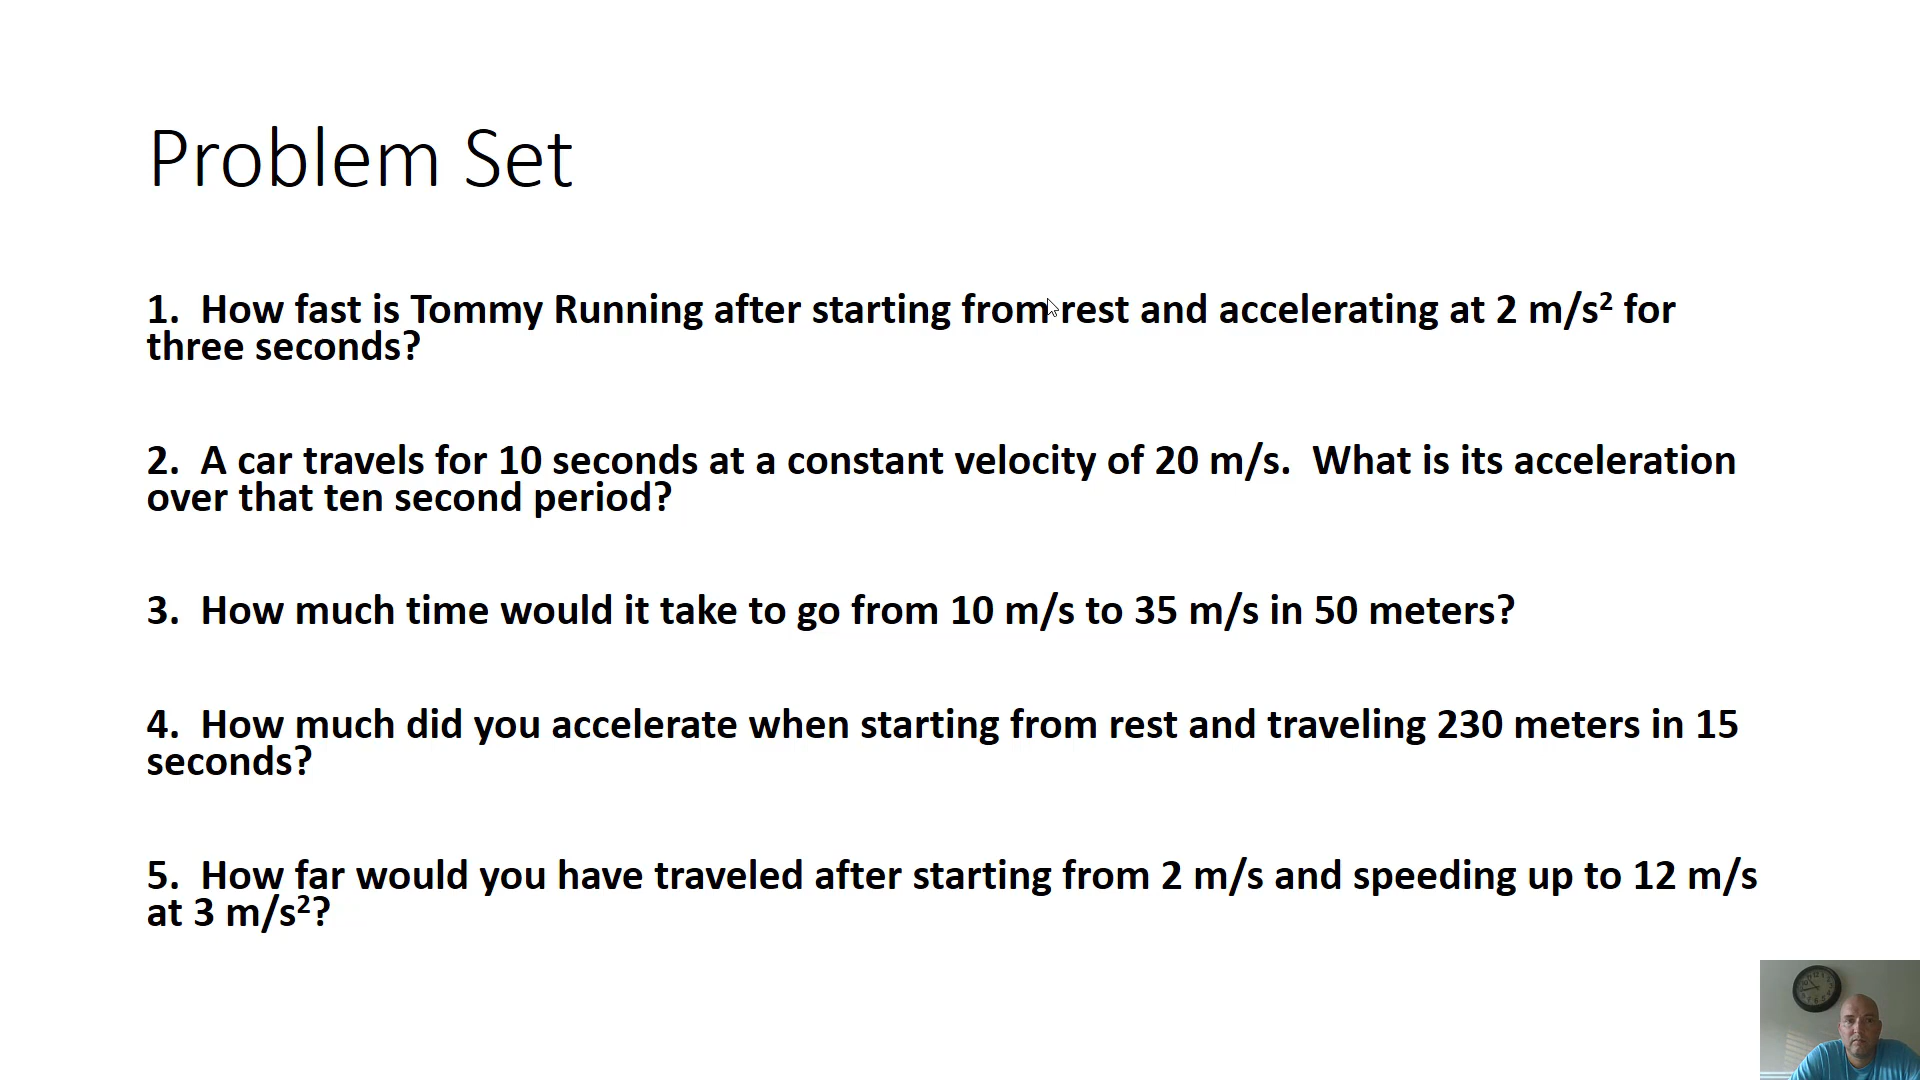 Problem Set
1.  How fast is Tommy Running after starting from rest and accelerating at 2 m/s² for
three seconds?
2.  A car travels for 10 seconds at a constant velocity of 20 m/s.  What is its acceleration
over that ten second period?
3.  How much time would it take to go from 10 m/s to 35 m/s in 50 meters?
4.  How much did you accelerate when starting from rest and traveling 230 meters in 15
seconds?
5.  How far would you have traveled after starting from 2 m/s and speeding up to 12 m/s
at 3 m/s²?